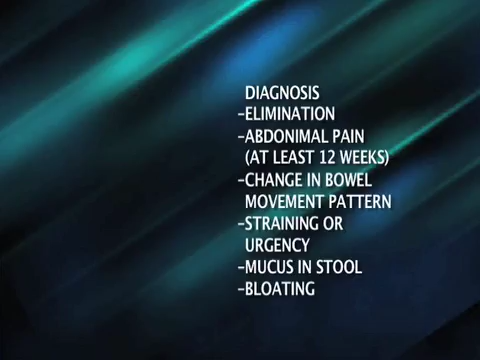 DIAGNOSIS
-ELIMINATION
-ABDONIMAL PAIN
(AT LEAST 12 WEEKS)
-CHANGE IN BOWEL
MOVEMENT PATTERN
-STRAINING OR
URGENCY
-MUCUS IN STOOL
-BLOATING